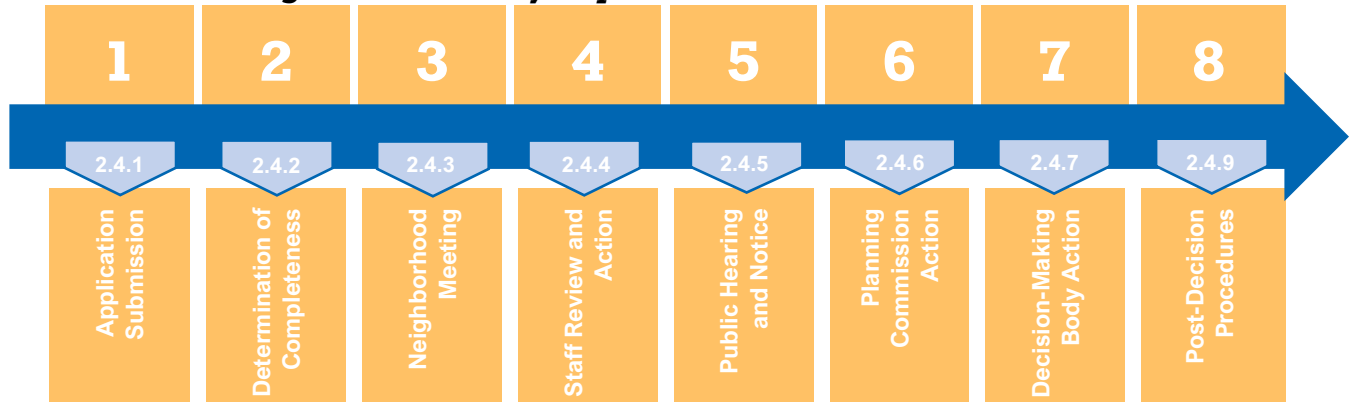 1
2
3
4
5
6
7
8
2.4.1
2.4.2
2.4.3
2.4.4
2.4.5
2.4.6
2.4.7
2.4.9
Application
Submission
Determination of
Completeness
Neighborhood
Meeting
Staff Review and
Action
Public Hearing
and Notice
Planning
Commission
Action
Decision-Making
Body Action
Post-Decision
Procedures